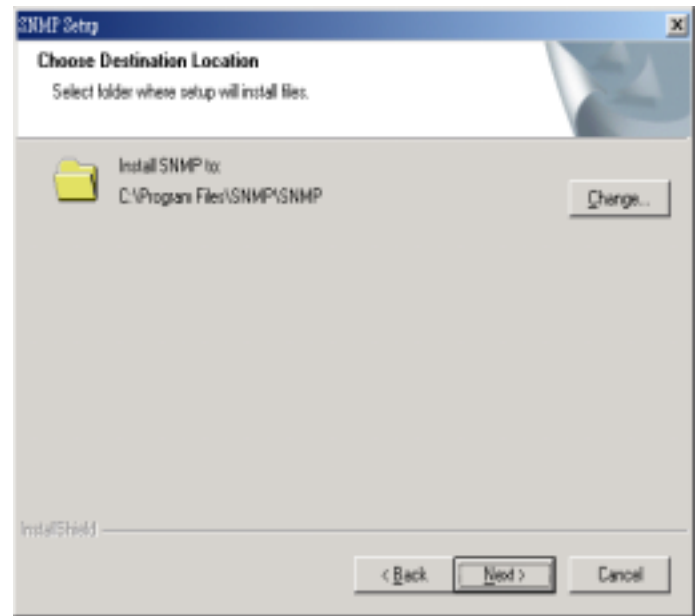 SNMP Setup
Choose Destination Location
Select folder where setup will install files.
Install SNMP to:
C:\Program Files\SNMP\SNMP
Change...
InstallShield
< Back
Next >
Cancel